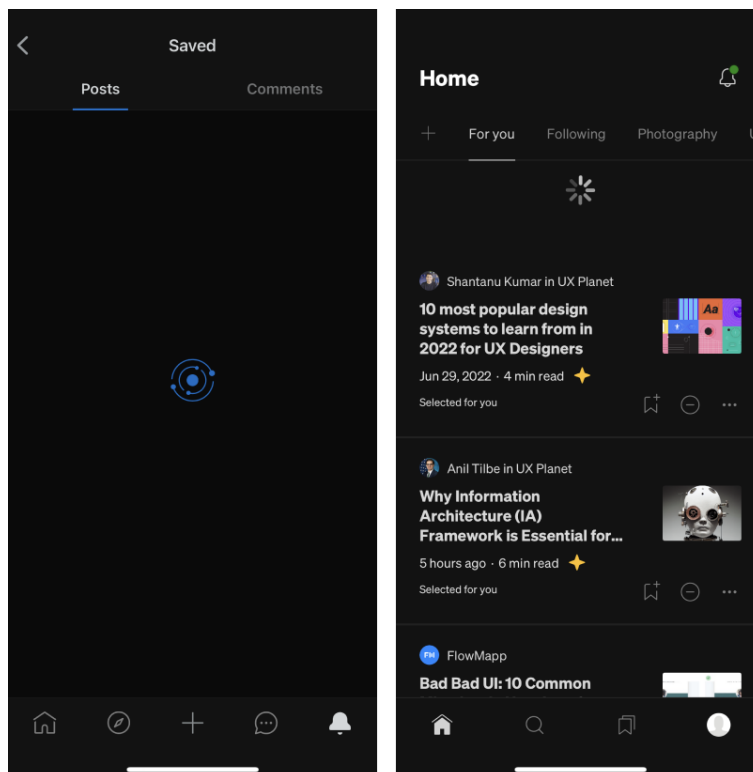 Saved
Posts
Comments
Home
For you
Following
Photography
Shantanu Kumar in UX Planet
10 most popular design
systems to learn from in
2022 for UX Designers
Aa
Jun 29, 2022 · 4 min read
Selected for you
Anil Tilbe in UX Planet
Why Information
Architecture (IA)
Framework is Essential for...
5 hours ago · 6 min read
Selected for you
FM
FlowMapp
Bad Bad UI: 10 Common